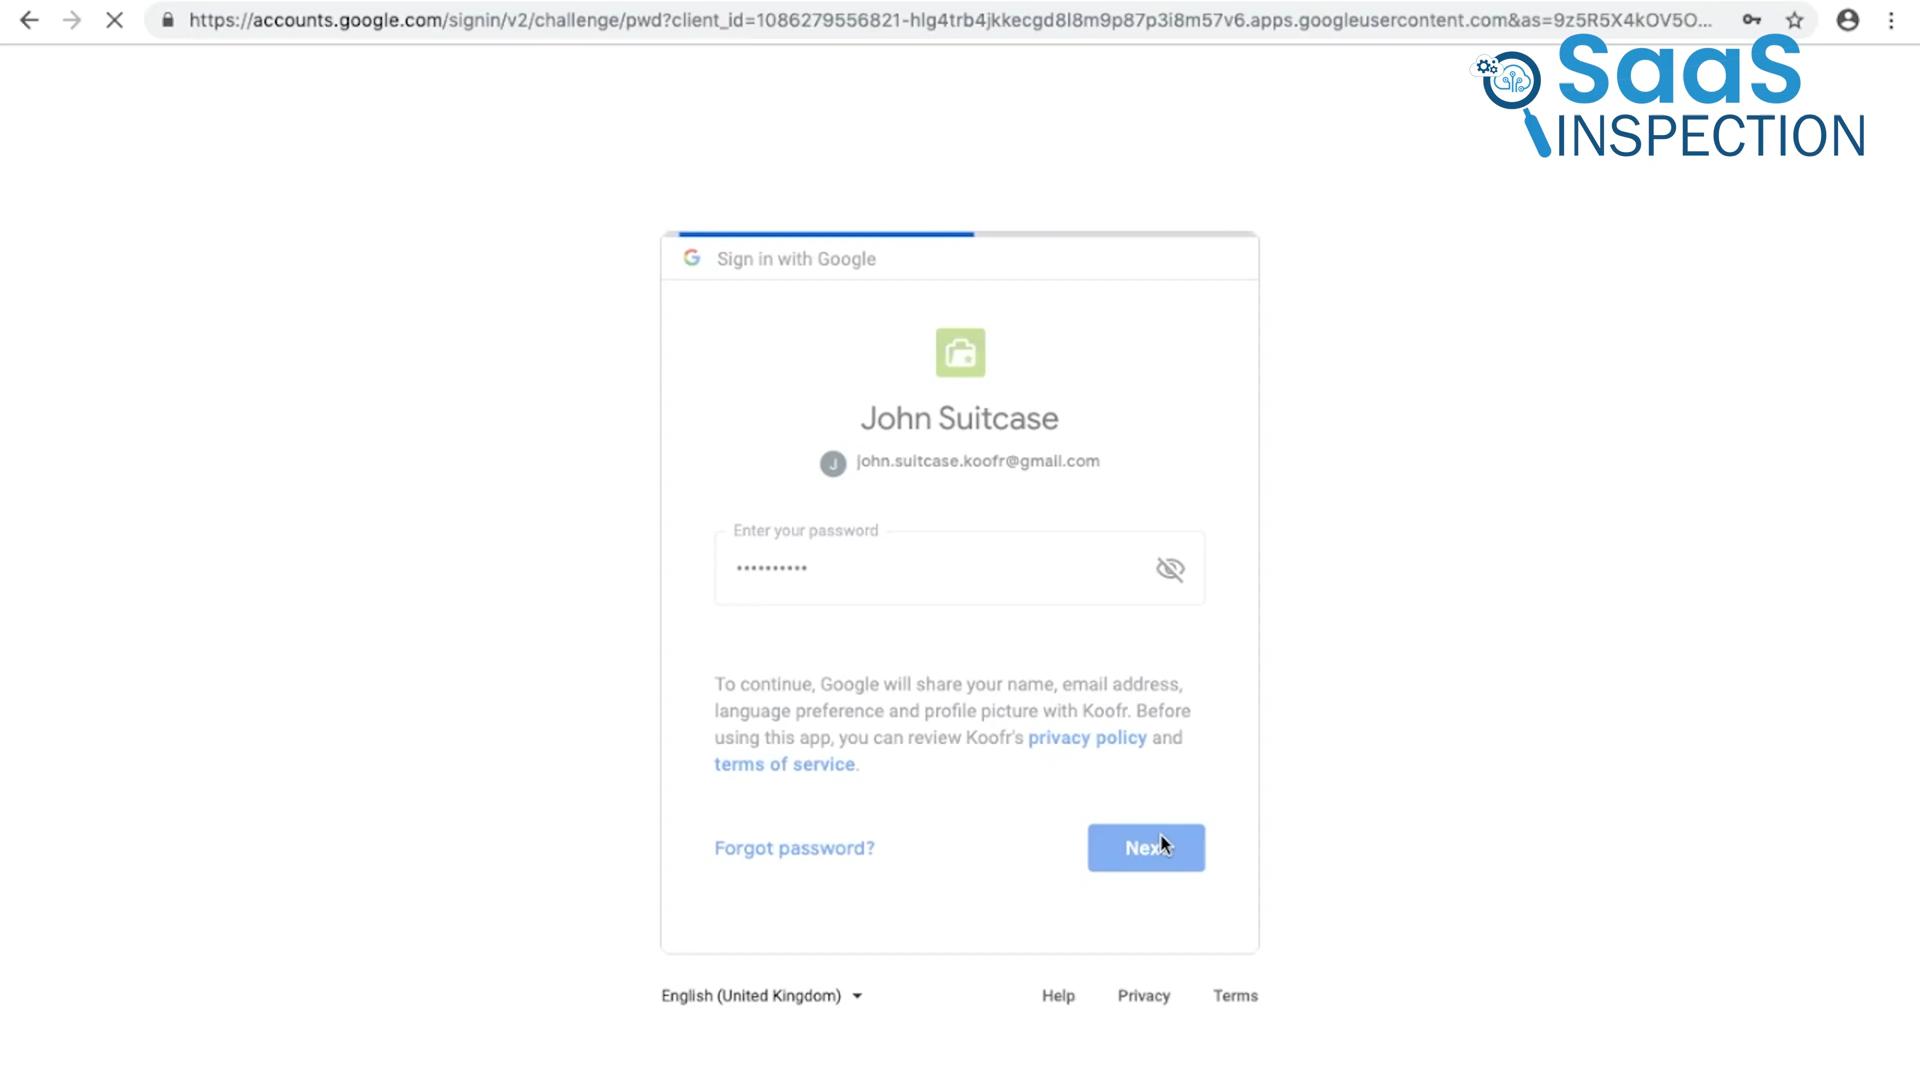 https://accounts.google.com/signin/v2/challenge/pwd?client_id=1086279556821-hlg4trb4jkkecgd8l8m9p87p3i8m57v6.apps.googleusercontent.com&as=9z5R5X4kOV5O...
SaaS
INSPECTION
Sign in with Google
John Suitcase
J john.suitcase.koofr@gmail.com
Enter your password
••••••••••
To continue, Google will share your name, email address,
language preference and profile picture with Koofr. Before
using this app, you can review Koofr's privacy policy and
terms of service.
Forgot password?
Next
English (United Kingdom)
Help Privacy Terms